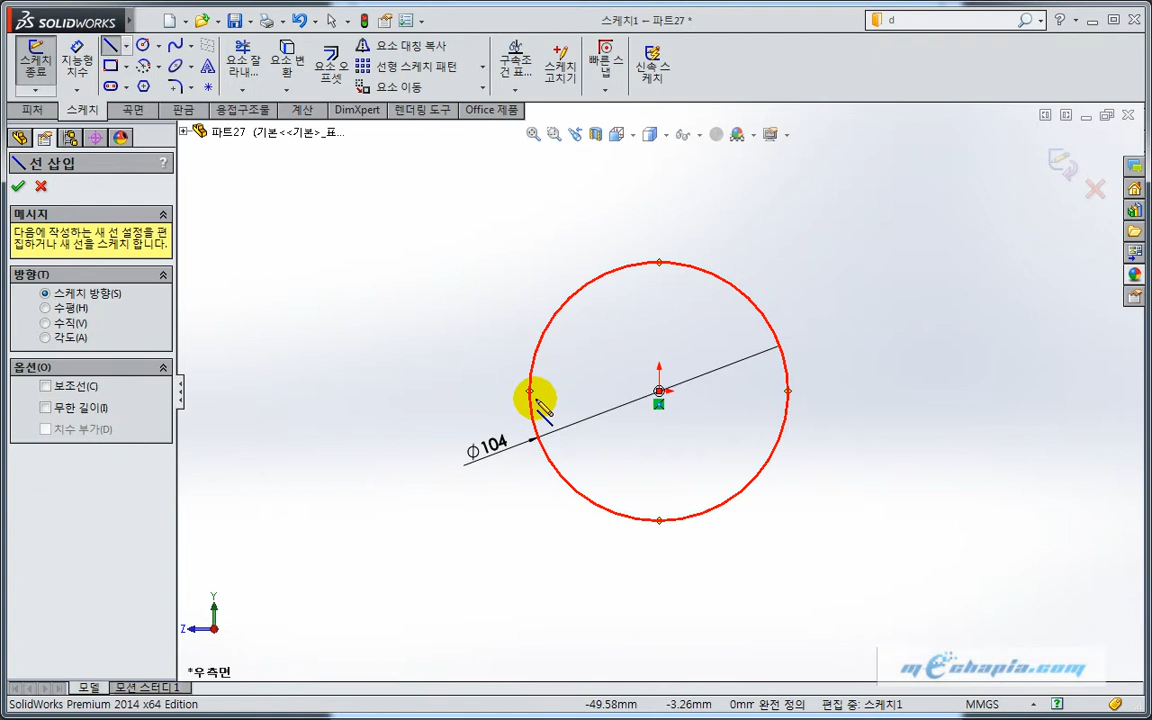 SOLIDWORKS
스케치1 - 파트27 *
d
스케치 종료
지능형 치수
요소 잘라내...
요소 변환
요소 오프셋
요소 대칭 복사
선형 스케치 패턴
요소 이동
구속조건 표...
스케치 고치기
빠른 스냅
신속 스케치
피처
스케치
곡면
판금
용접구조물
계산
DimXpert
렌더링 도구
Office 제품
파트27 (기본<<기본>_표...
선 삽입
?
메시지
다음에 작성하는 새 선 설정을 편
집하거나 새 선을 스케치 합니다.
방향(T)
스케치 방향(S)
수평(H)
수직(V)
각도(A)
옵션(O)
보조선(C)
무한 길이(I)
치수 부가(D)
∅104
Y
Z
*우측면
mechapia.com
모델
모션 스터디 1
SolidWorks Premium 2014 x64 Edition
-49.58mm
-3.26mm
0mm 완전 정의
편집 중: 스케치1
MMGS